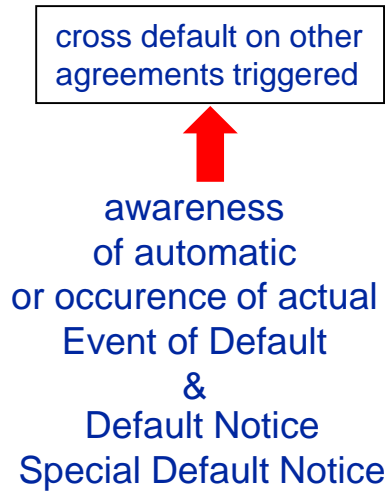 cross default on other
agreements triggered
awareness
of automatic
or occurence of actual
Event of Default
&
Default Notice
Special Default Notice